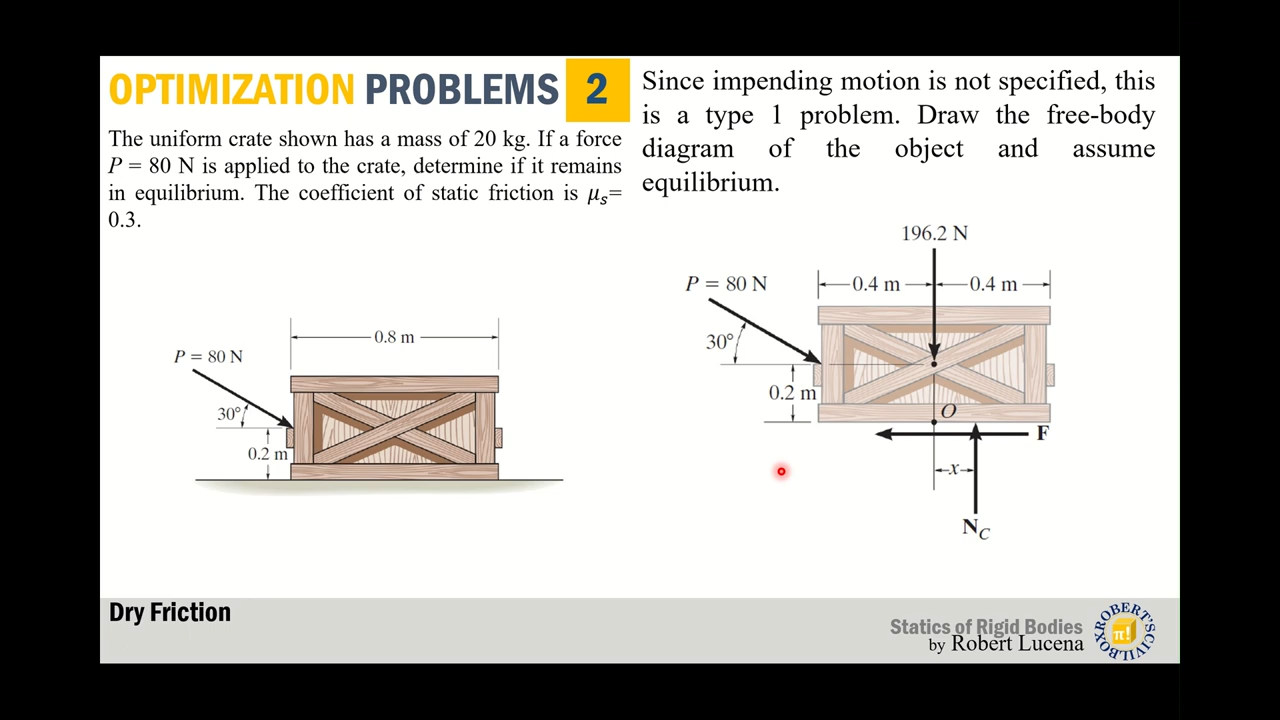 OPTIMIZATION PROBLEMS 2
The uniform crate shown has a mass of 20 kg. If a force
P = 80 N is applied to the crate, determine if it remains
in equilibrium. The coefficient of static friction is μₛ=
0.3.
0.8 m
P = 80 N
30°
0.2 m
Since impending motion is not specified, this
is a type 1 problem. Draw the free-body
diagram of the object and assume
equilibrium.
196.2 N
P = 80 N
0.4 m
0.4 m
30°
0.2 m
O
F
x
N_C
Dry Friction
Statics of Rigid Bodies
by Robert Lucena
ROBERT'S CIVILBOX
π!